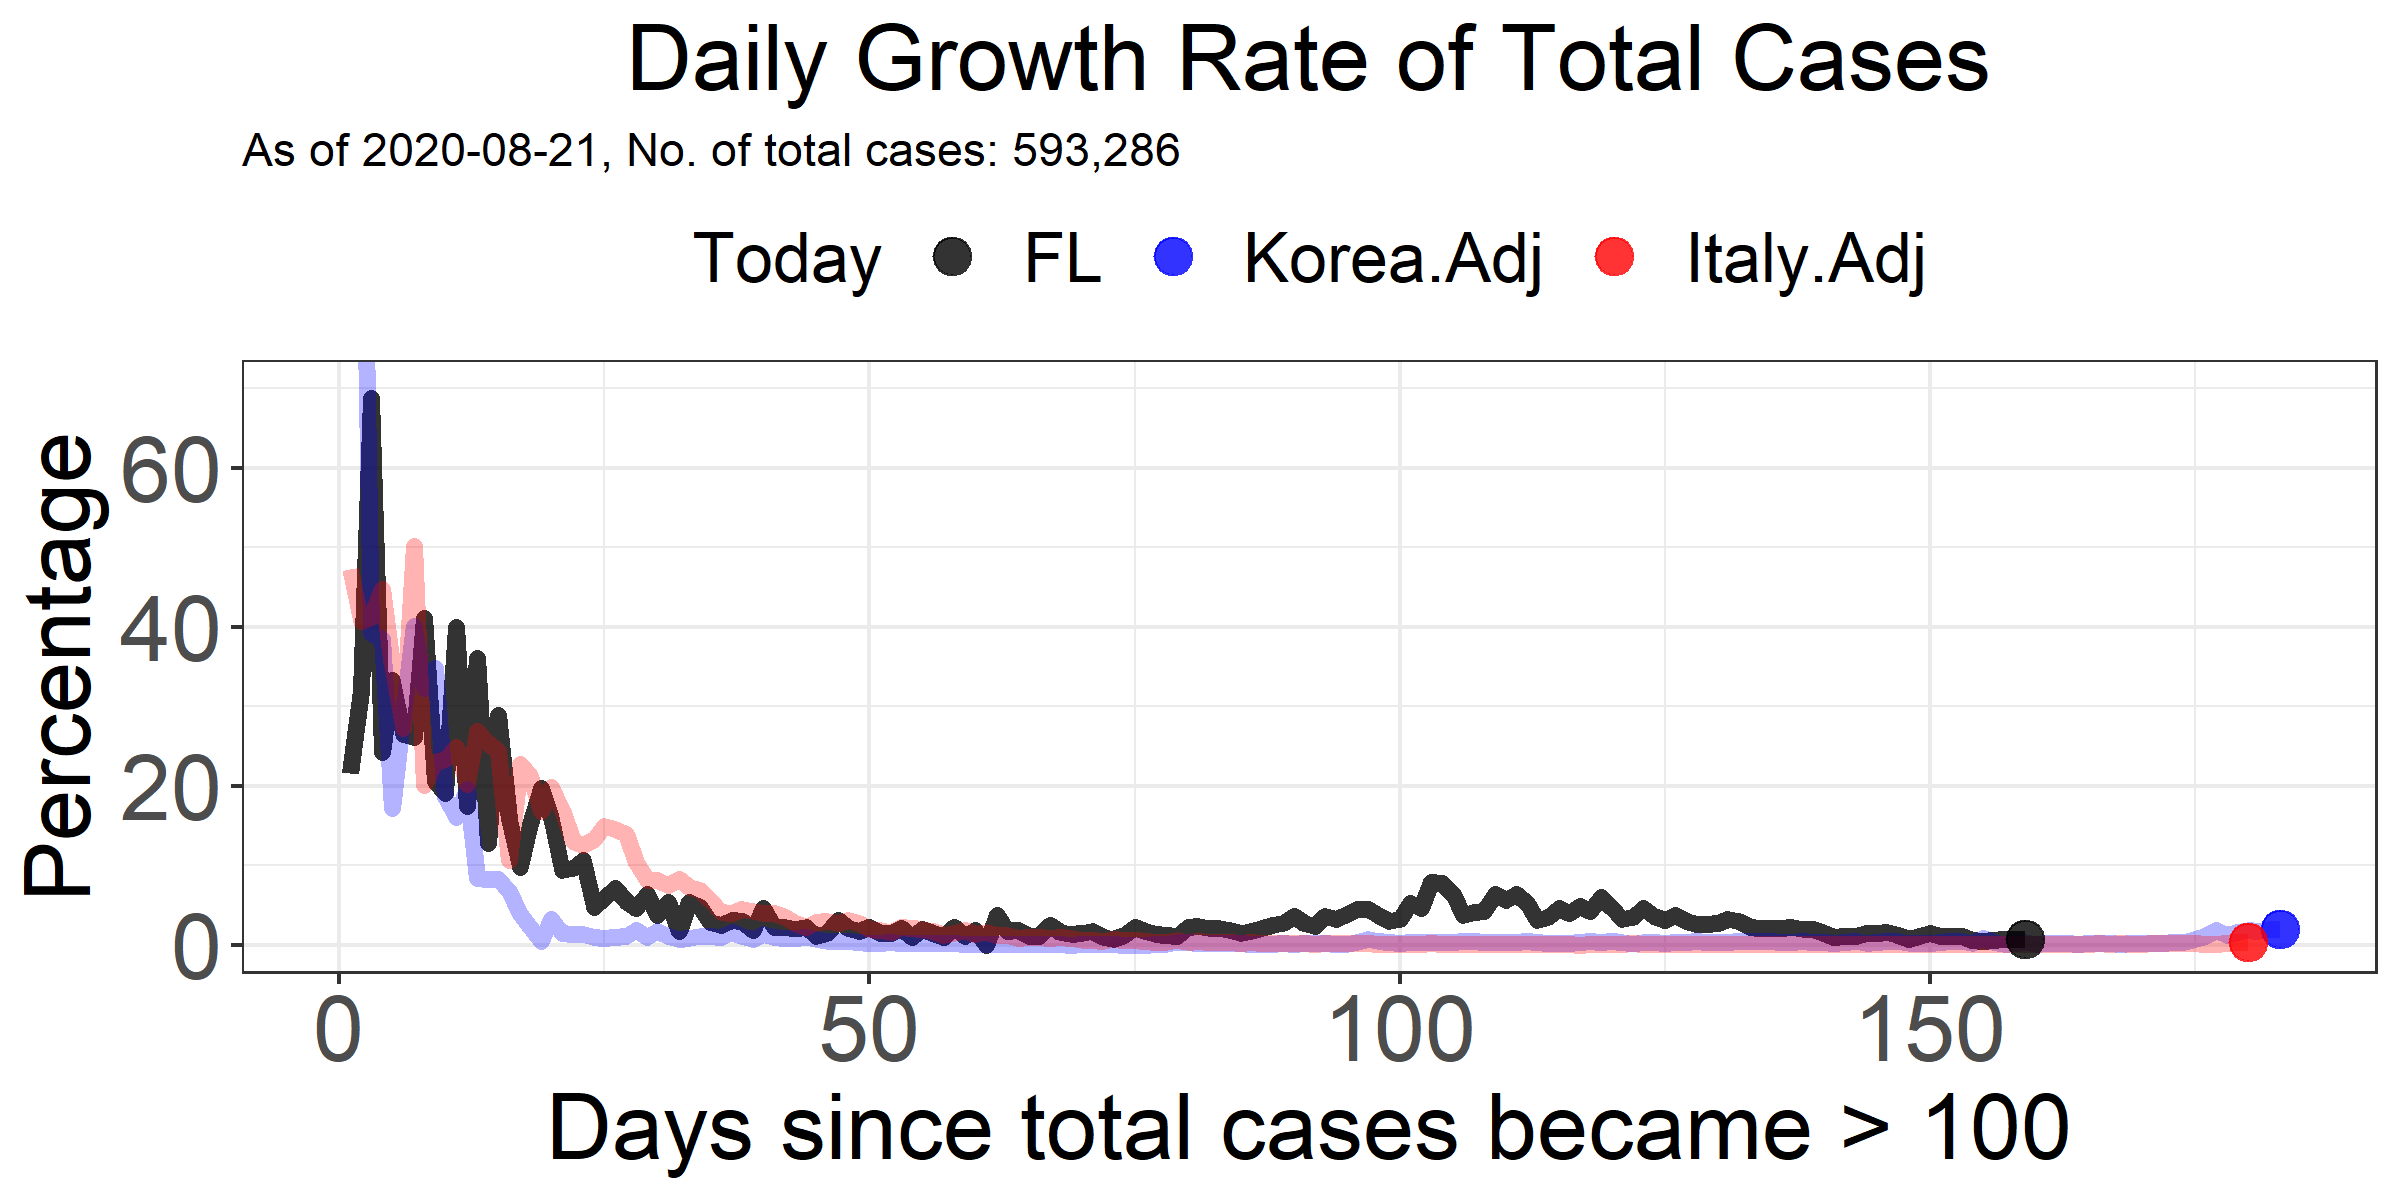 Daily Growth Rate of Total Cases
As of 2020-08-21, No. of total cases: 593,286
Today FL Korea.Adj Italy.Adj
Percentage
60
40
20
0
0 50 100 150
Days since total cases became > 100